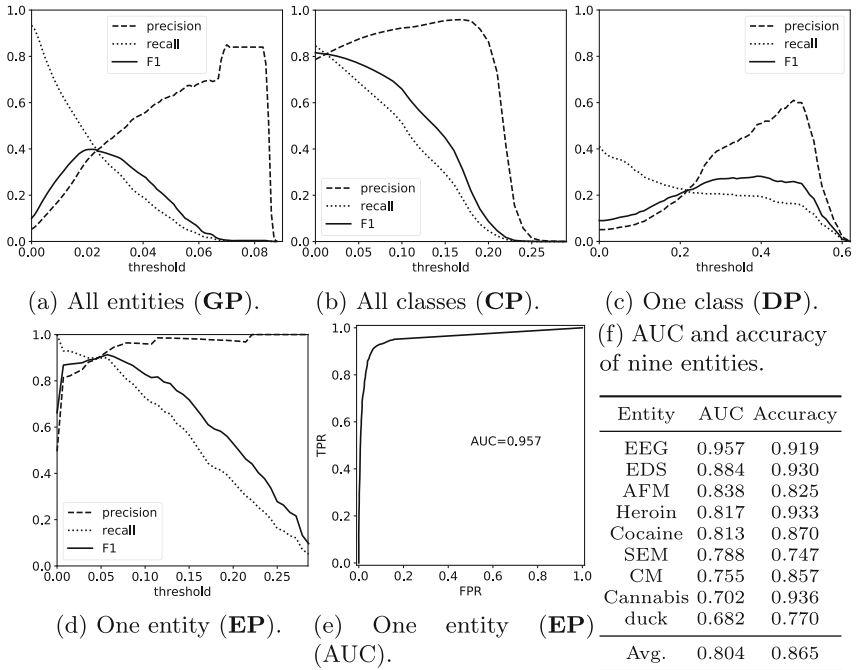 1.0
0.8
0.6
0.4
0.2
0.0
precision
recall
F1
0.00 0.02 0.04 0.06 0.08
threshold
(a) All entities (GP).
1.0
0.8
0.6
0.4
0.2
0.0
precision
recall
F1
0.00 0.05 0.10 0.15 0.20 0.25
threshold
(b) All classes (CP).
1.0
0.8
0.6
0.4
0.2
0.0
precision
recall
F1
0.0 0.2 0.4 0.6
threshold
(c) One class (DP).
1.0
0.8
0.6
0.4
0.2
0.0
precision
recall
F1
0.00 0.05 0.10 0.15 0.20 0.25
threshold
(d) One entity (EP).
1.0
0.8
0.6
0.4
0.2
0.0
TPR
AUC=0.957
0.0 0.2 0.4 0.6 0.8 1.0
FPR
(e) One entity (EP)
(AUC).
(f) AUC and accuracy
of nine entities.
Entity AUC Accuracy
EEG 0.957 0.919
EDS 0.884 0.930
AFM 0.838 0.825
Heroin 0.817 0.933
Cocaine 0.813 0.870
SEM 0.788 0.747
CM 0.755 0.857
Cannabis 0.702 0.936
duck 0.682 0.770
Avg. 0.804 0.865